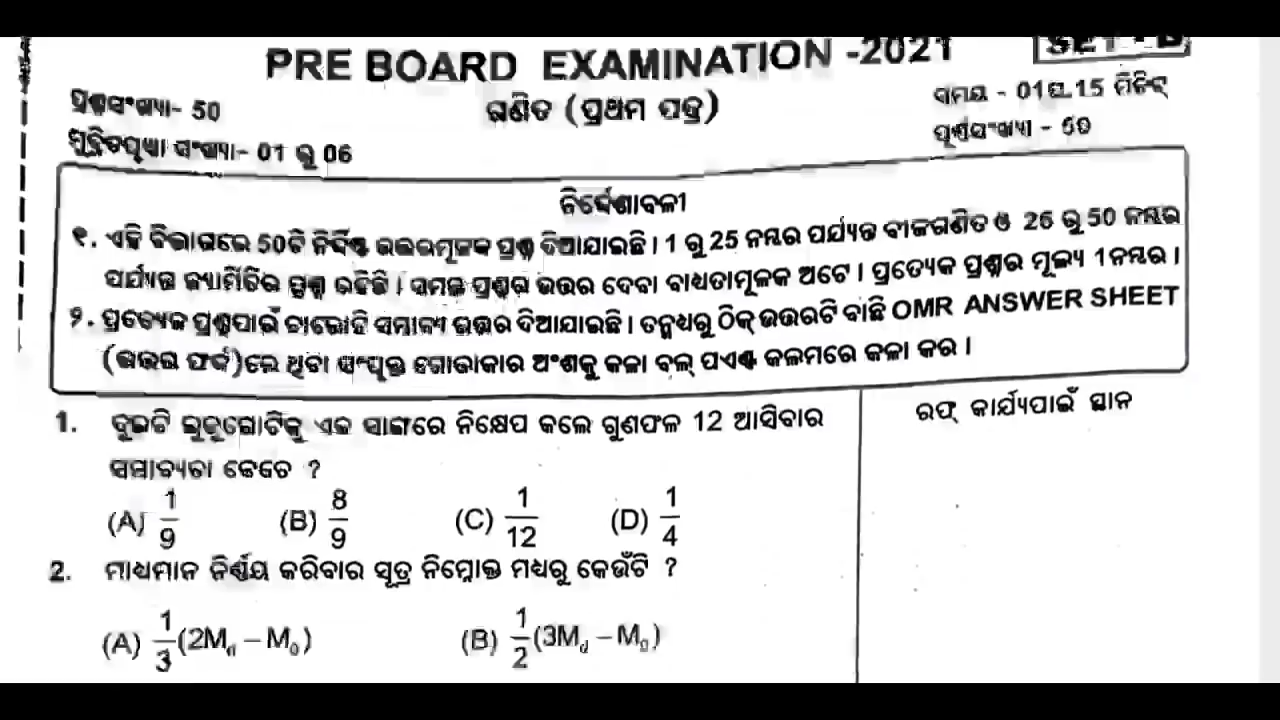 PRE BOARD EXAMINATION -2021
ପ୍ରଶ୍ନସଂଖ୍ୟା- 50
ଗଣିତ (ପ୍ରଥମ ପତ୍ର)
ସମୟ - 01ଘ.15 ମିନିଟ୍
ମୁଦ୍ରିତପୃଷ୍ଠା ସଂଖ୍ୟା- 01 ରୁ 06
ପୂର୍ଣ୍ଣସଂଖ୍ୟା - 50
ନିର୍ଦ୍ଦେଶାବଳୀ
୧. ଏହି ବିଭାଗରେ 50ଟି ନିର୍ଦ୍ଦିଷ୍ଟ ଉତ୍ତରମୂଳକ ପ୍ରଶ୍ନ ଦିଆଯାଇଛି । 1 ରୁ 25 ନମ୍ବର ପର୍ଯ୍ୟନ୍ତ ବୀଜଗଣିତ ଓ 26 ରୁ 50 ନମ୍ବର
ପର୍ଯ୍ୟନ୍ତ ଜ୍ୟାମିତିର ପ୍ରଶ୍ନ ରହିଛି । ସମସ୍ତ ପ୍ରଶ୍ନର ଉତ୍ତର ଦେବା ବାଧ୍ୟତାମୂଳକ ଅଟେ । ପ୍ରତ୍ୟେକ ପ୍ରଶ୍ନର ମୂଲ୍ୟ 1 ନମ୍ବର ।
୨. ପ୍ରତ୍ୟେକ ପ୍ରଶ୍ନପାଇଁ ଚାରୋଟି ସମ୍ଭାବ୍ୟ ଉତ୍ତର ଦିଆଯାଇଛି । ତନ୍ମଧ୍ୟରୁ ଠିକ୍ ଉତ୍ତରଟି ବାଛି OMR ANSWER SHEET
(ଉତ୍ତର ଫର୍ଦ୍ଦ)ରେ ଥିବା ସଂପୃକ୍ତ ଗୋଲାକାର ଅଂଶକୁ କଳା ବଲ୍ ପଏଣ୍ଟ କଲମରେ କଳା କର ।
1. ଦୁଇଟି ଲୁଡୁଗୋଟିକୁ ଏକ ସାଙ୍ଗରେ ନିକ୍ଷେପ କଲେ ଗୁଣଫଳ 12 ଆସିବାର
ସମ୍ଭାବ୍ୟତା କେତେ ?
(A) 1/9 (B) 8/9 (C) 1/12 (D) 1/4
2. ମାଧ୍ୟମାନ ନିର୍ଣ୍ଣୟ କରିବାର ସୂତ୍ର ନିମ୍ନୋକ୍ତ ମଧ୍ୟରୁ କେଉଁଟି ?
(A) 1/3 (2M_d – M_0) (B) 1/2 (3M_d – M_0)
ରଫ୍ କାର୍ଯ୍ୟପାଇଁ ସ୍ଥାନ